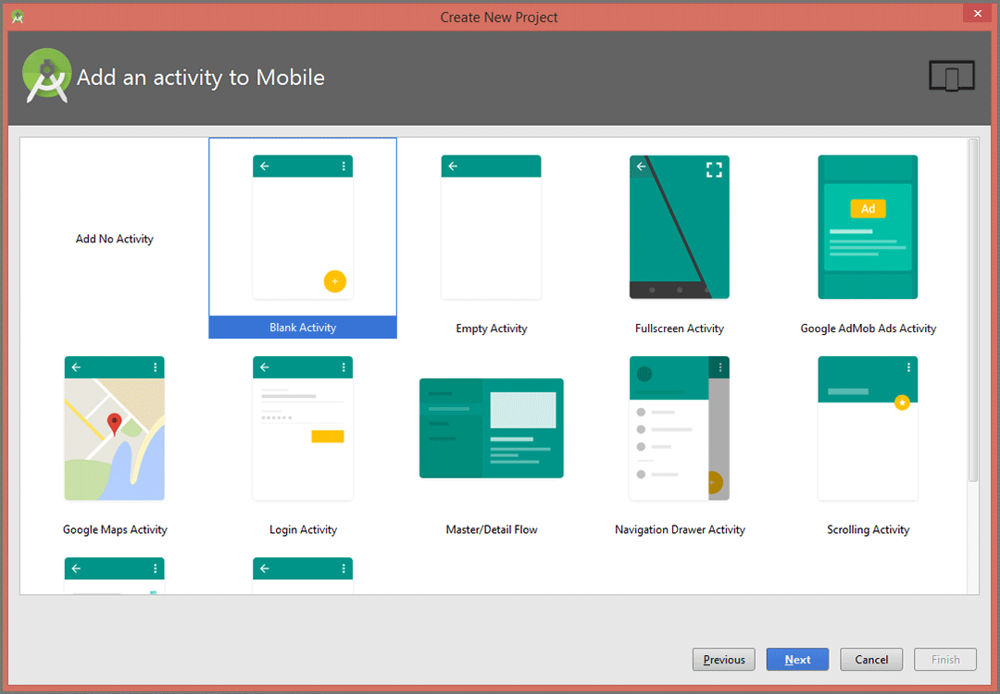 Create New Project
Add an activity to Mobile
Add No Activity
Blank Activity
Empty Activity
Fullscreen Activity
Ad
Google AdMob Ads Activity
Google Maps Activity
Login Activity
Master/Detail Flow
Navigation Drawer Activity
Scrolling Activity
Previous
Next
Cancel
Finish